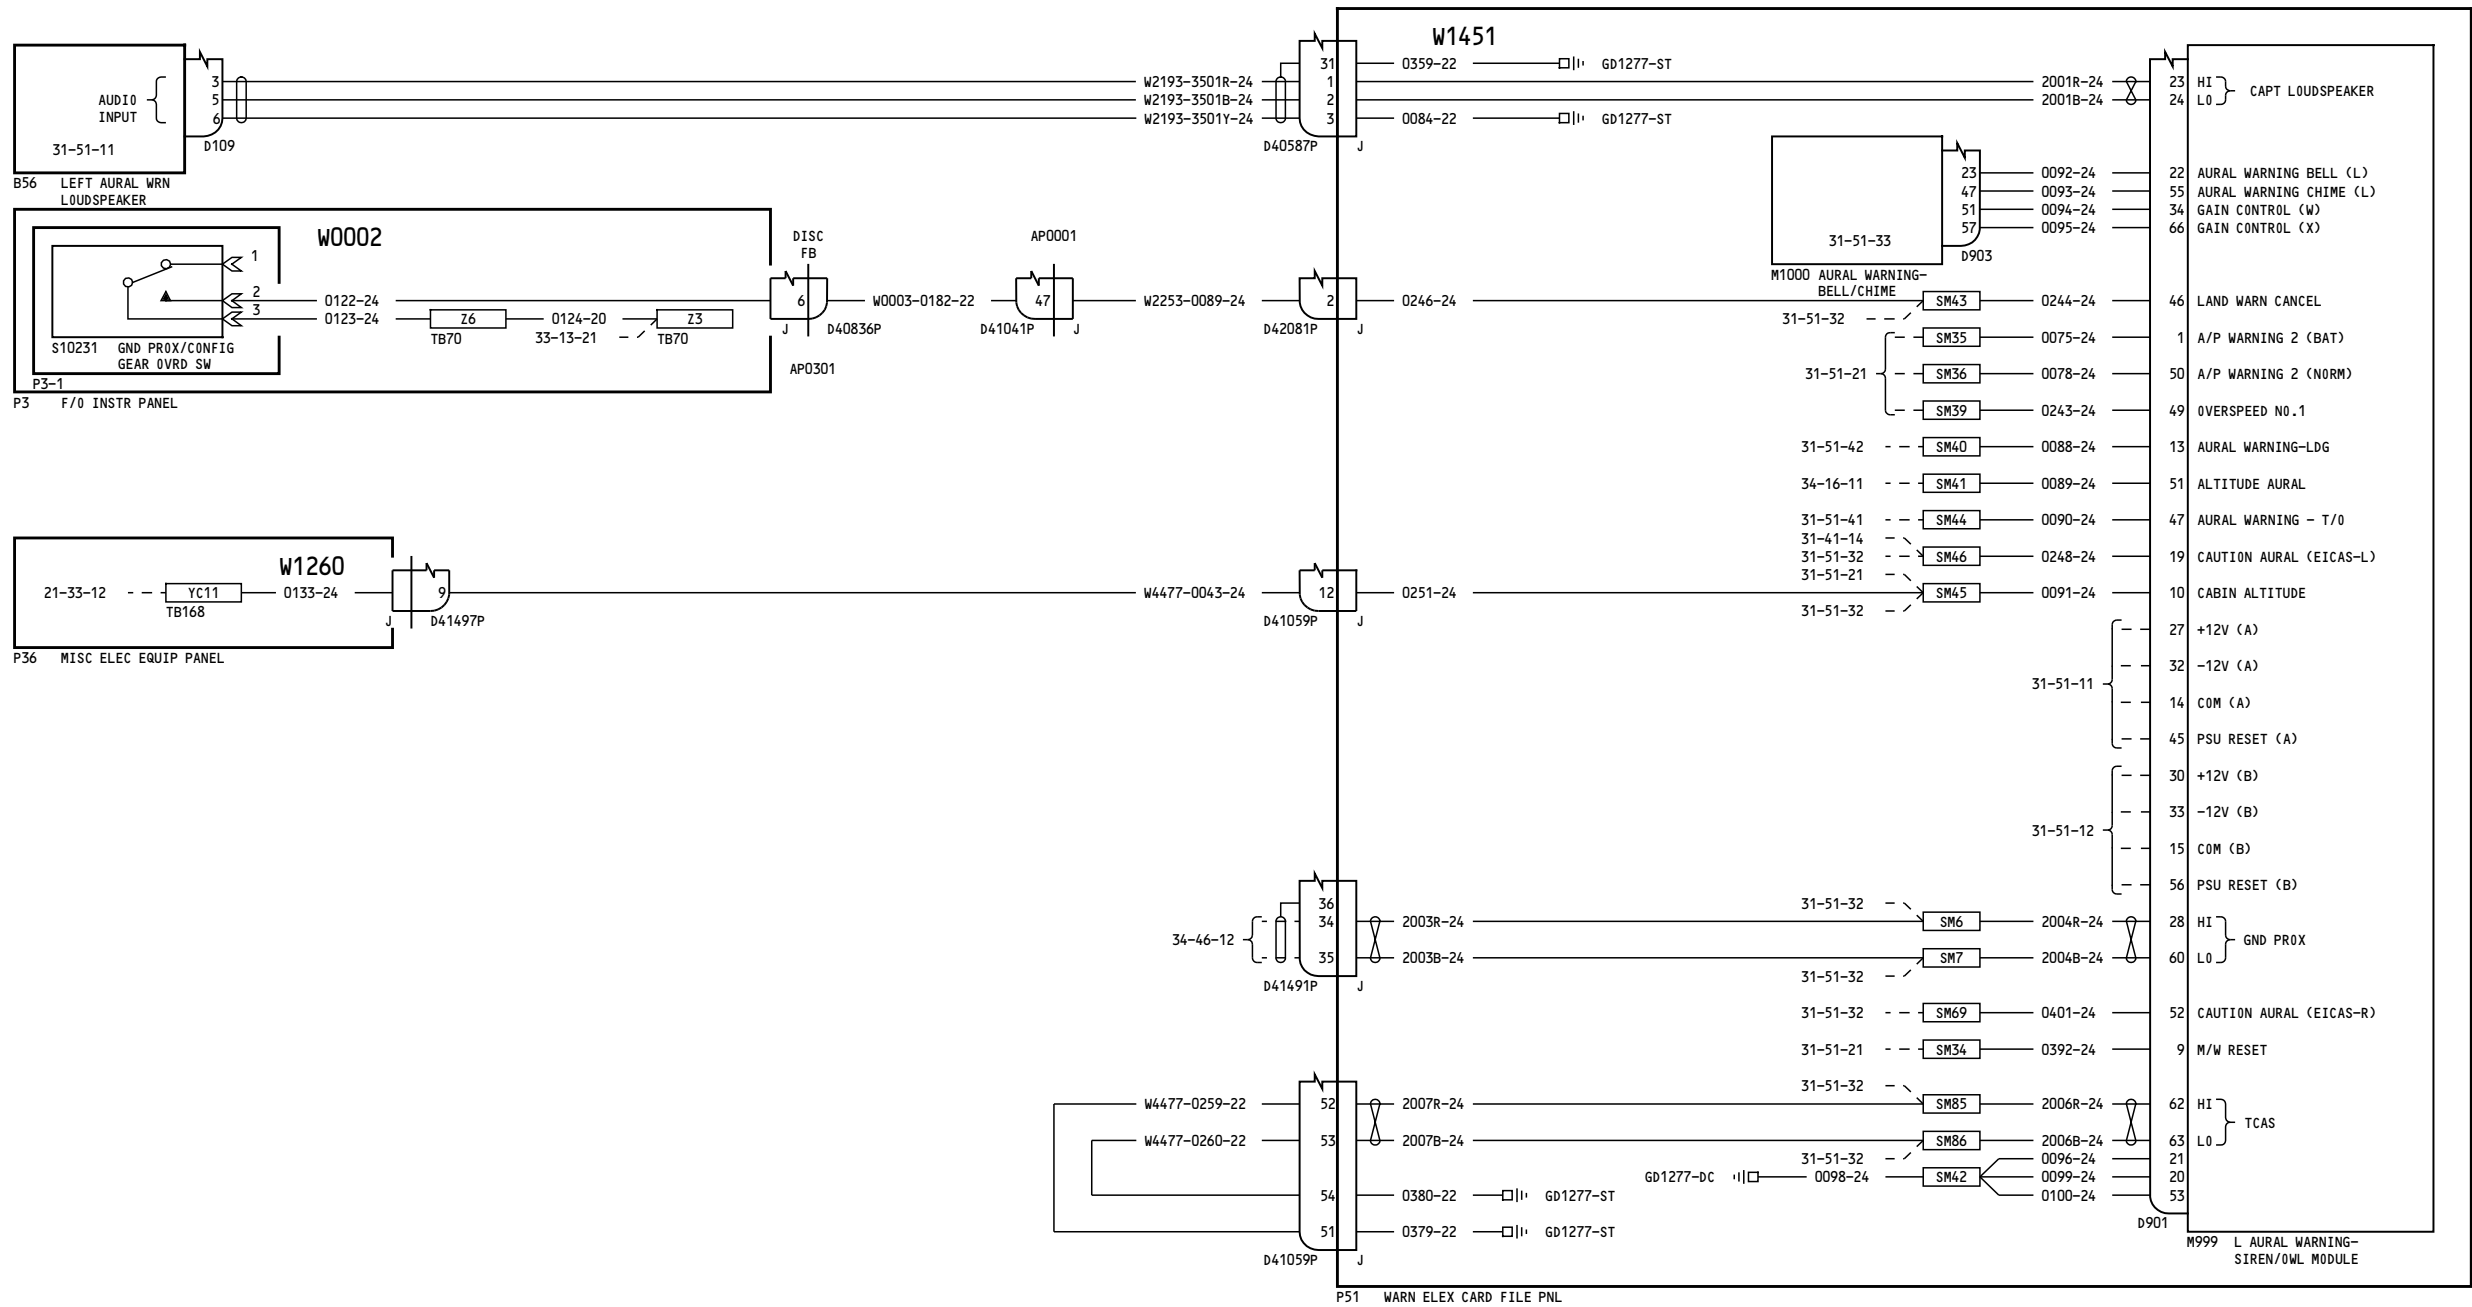 W1451
31 0359-22 GD1277-ST
3 W2193-3501R-24 1 2001R-24 23 HI
AUDIO 5 W2193-3501B-24 2 2001B-24 24 LO CAPT LOUDSPEAKER
INPUT 6 W2193-3501Y-24 3 0084-22 GD1277-ST
31-51-11 D109 D40587P J
B56 LEFT AURAL WRN
LOUDSPEAKER
23 0092-24 22 AURAL WARNING BELL (L)
47 0093-24 55 AURAL WARNING CHIME (L)
51 0094-24 34 GAIN CONTROL (W)
57 0095-24 66 GAIN CONTROL (X)
31-51-33
D903
M1000 AURAL WARNING-
BELL/CHIME
W0002
DISC AP0001
FB
1
2 0122-24 6 W0003-0182-22 47 W2253-0089-24 2 0246-24 SM43 0244-24 46 LAND WARN CANCEL
3 0123-24 Z6 0124-20 Z3 J D40836P D41041P J D42081P J 31-51-32
TB70 33-13-21 TB70
S10231 GND PROX/CONFIG
GEAR OVRD SW
AP0301
P3-1
P3 F/O INSTR PANEL
SM35 0075-24 1 A/P WARNING 2 (BAT)
31-51-21 SM36 0078-24 50 A/P WARNING 2 (NORM)
SM39 0243-24 49 OVERSPEED NO.1
31-51-42 SM40 0088-24 13 AURAL WARNING-LDG
34-16-11 SM41 0089-24 51 ALTITUDE AURAL
31-51-41 SM44 0090-24 47 AURAL WARNING - T/O
31-41-14
31-51-32 SM46 0248-24 19 CAUTION AURAL (EICAS-L)
31-51-21
W1260
21-33-12 YC11 0133-24 9 W4477-0043-24 12 0251-24 SM45 0091-24 10 CABIN ALTITUDE
TB168 J D41497P D41059P J 31-51-32
P36 MISC ELEC EQUIP PANEL
27 +12V (A)
32 -12V (A)
31-51-11
14 COM (A)
45 PSU RESET (A)
30 +12V (B)
33 -12V (B)
31-51-12
15 COM (B)
56 PSU RESET (B)
36 31-51-32
34 2003R-24 SM6 2004R-24 28 HI
34-46-12 GND PROX
35 2003B-24 SM7 2004B-24 60 LO
D41491P J 31-51-32
31-51-32 SM69 0401-24 52 CAUTION AURAL (EICAS-R)
31-51-21 SM34 0392-24 9 M/W RESET
31-51-32
W4477-0259-22 52 2007R-24 SM85 2006R-24 62 HI
TCAS
W4477-0260-22 53 2007B-24 SM86 2006B-24 63 LO
31-51-32 0096-24 21
GD1277-DC 0098-24 SM42 0099-24 20
54 0380-22 GD1277-ST 0100-24 53
51 0379-22 GD1277-ST D901
D41059P J
M999 L AURAL WARNING-
SIREN/OWL MODULE
P51 WARN ELEX CARD FILE PNL